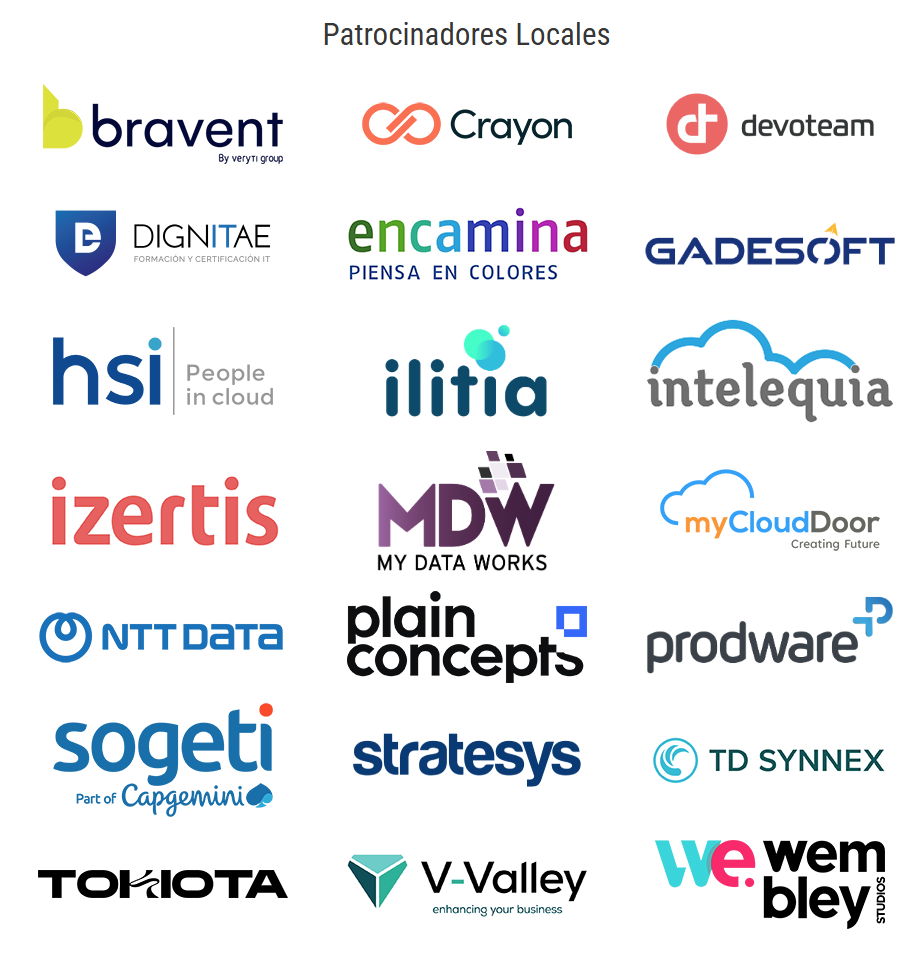 Patrocinadores Locales
bravent
By veryti group
Crayon
dt
devoteam
DIGNITAE
FORMACIÓN Y CERTIFICACIÓN IT
encamina
PIENSA EN COLORES
GADESOFT
hsi
People
in cloud
ilitia
intelequia
izertis
MDW
MY DATA WORKS
myCloudDoor
Creating Future
NTT DATA
plain
concepts
prodware
sogeti
Part of Capgemini
stratesys
TD SYNNEX
TOKIOTA
V-Valley
enhancing your business
we.
wem
bley
STUDIOS